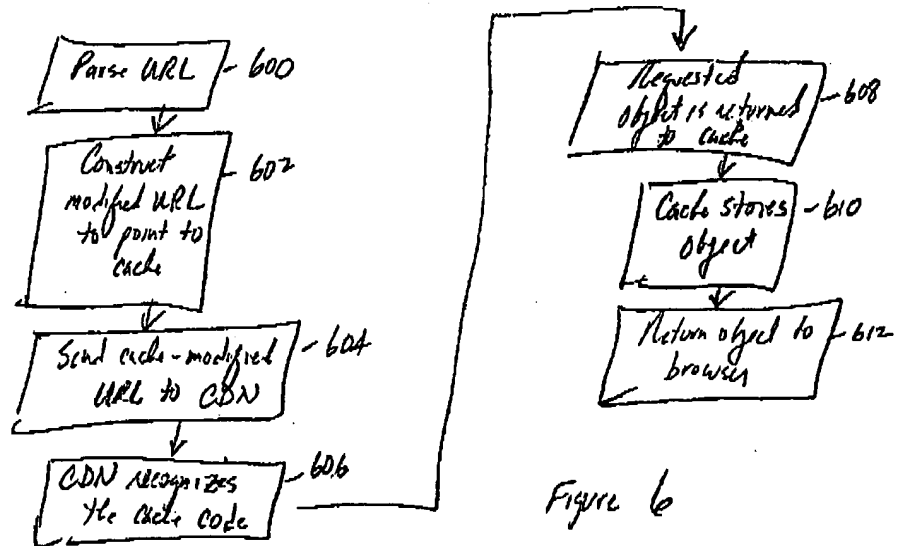 Parse URL
600
Construct
modified URL
to point to
cache
602
Send cache-modified
URL to CDN
604
CDN recognizes
the cache code
606
Requested
object is returned
to cache
608
Cache stores
object
610
Return object to
browser
612
Figure 6